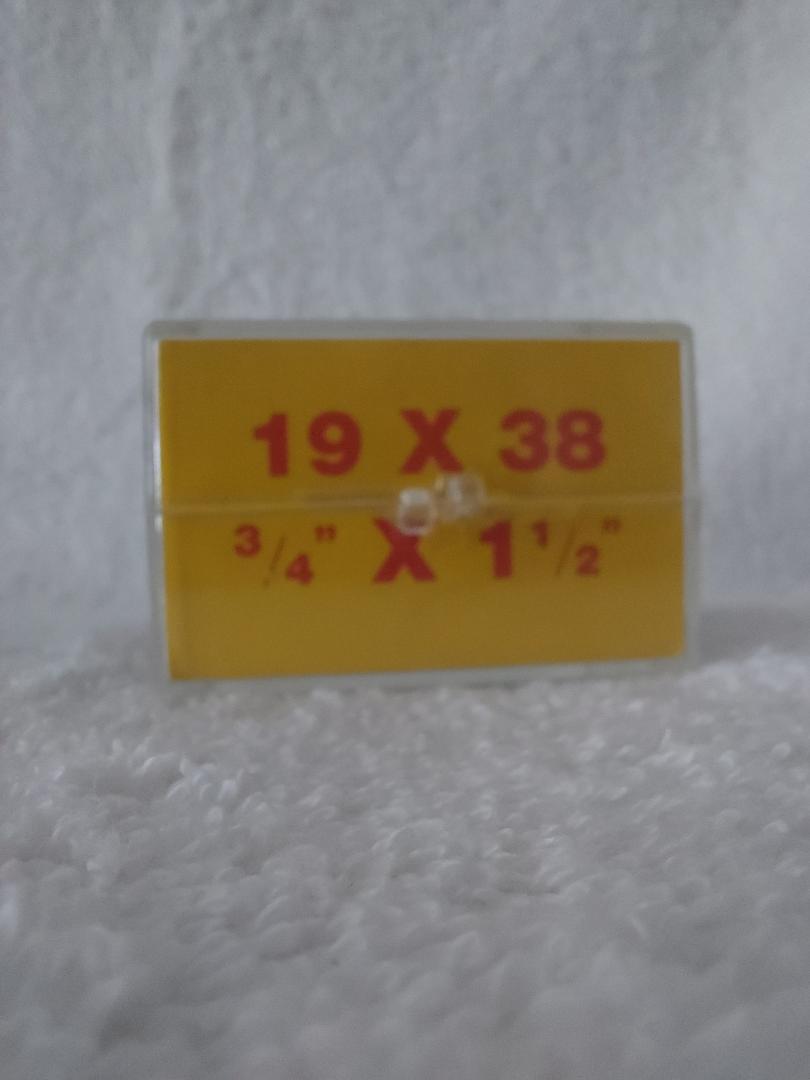 19 X 38
3/4" X 1 1/2"